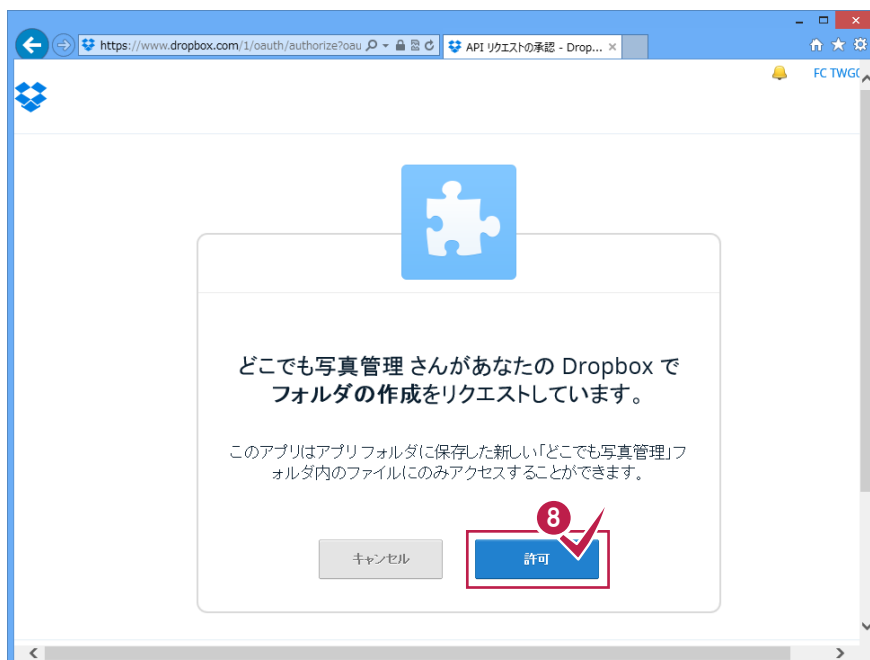 https://www.dropbox.com/1/oauth/authorize?oau
API リクエストの承認 - Drop...
FC TWG
どこでも写真管理 さんがあなたの Dropbox で
フォルダの作成をリクエストしています。
このアプリはアプリ フォルダに保存した新しい「どこでも写真管理」フ
ォルダ内のファイルにのみアクセスすることができます。
8
キャンセル
許可